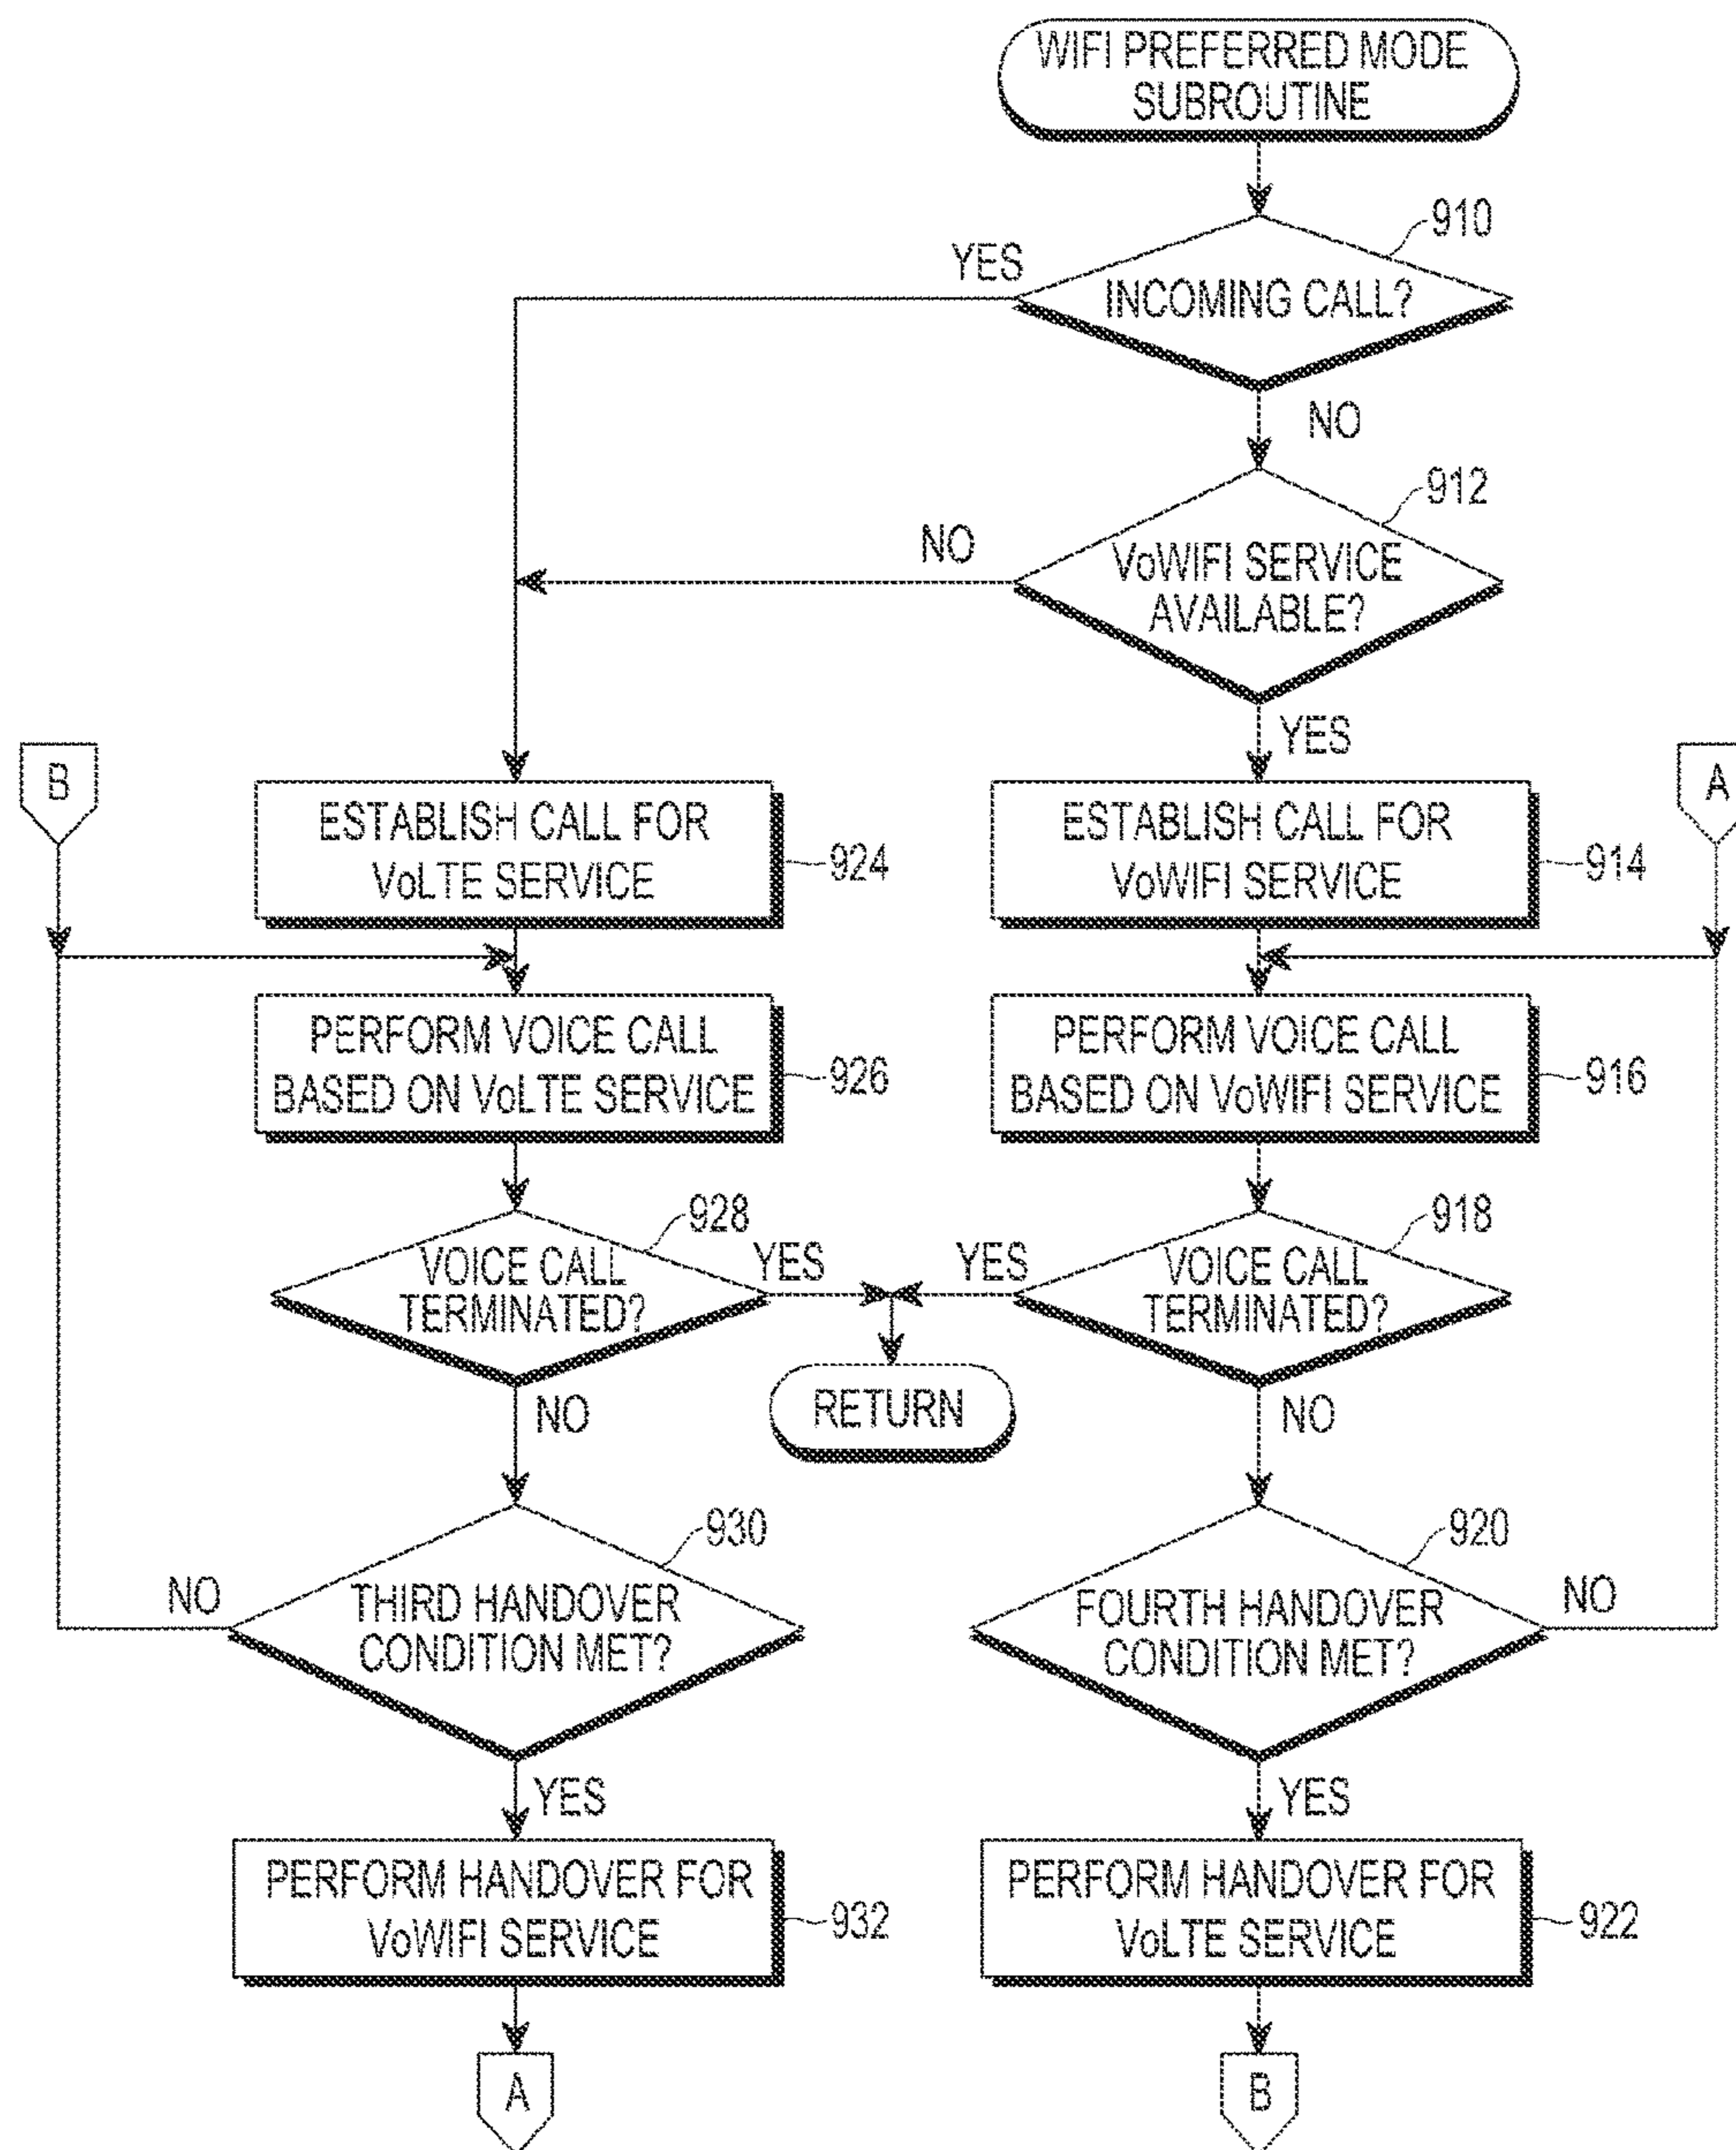 WIFI PREFERRED MODE
SUBROUTINE
910
YES
INCOMING CALL?
NO
912
NO
VoWIFI SERVICE
AVAILABLE?
YES
B
A
ESTABLISH CALL FOR
VoLTE SERVICE
924
ESTABLISH CALL FOR
VoWIFI SERVICE
914
PERFORM VOICE CALL
BASED ON VoLTE SERVICE
926
PERFORM VOICE CALL
BASED ON VoWIFI SERVICE
916
928
VOICE CALL
TERMINATED?
YES
YES
918
VOICE CALL
TERMINATED?
RETURN
NO
NO
930
NO
THIRD HANDOVER
CONDITION MET?
920
FOURTH HANDOVER
CONDITION MET?
NO
YES
YES
PERFORM HANDOVER FOR
VoWIFI SERVICE
932
PERFORM HANDOVER FOR
VoLTE SERVICE
922
A
B